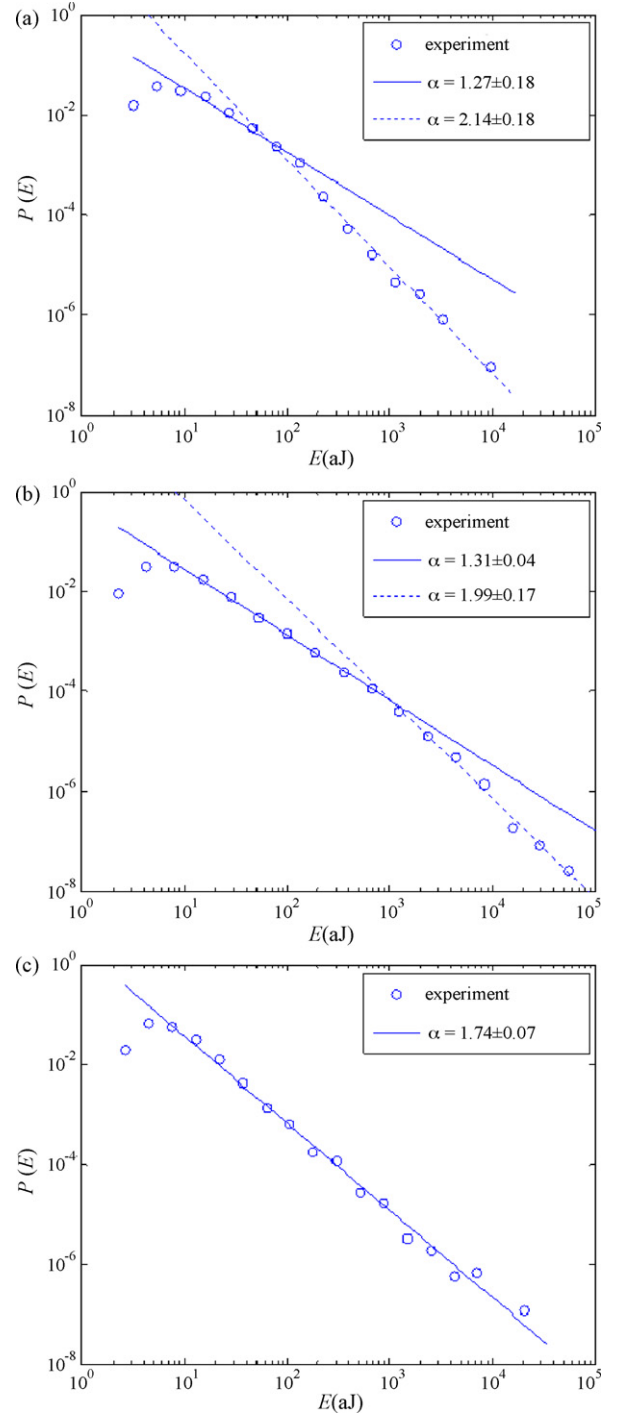 (a)
10^0
10^-2
10^-4
10^-6
10^-8
P (E)
experiment
α = 1.27±0.18
α = 2.14±0.18
10^0 10^1 10^2 10^3 10^4 10^5
E(aJ)
(b)
10^0
10^-2
10^-4
10^-6
10^-8
P (E)
experiment
α = 1.31±0.04
α = 1.99±0.17
10^0 10^1 10^2 10^3 10^4 10^5
E(aJ)
(c)
10^0
10^-2
10^-4
10^-6
10^-8
P (E)
experiment
α = 1.74±0.07
10^0 10^1 10^2 10^3 10^4 10^5
E(aJ)